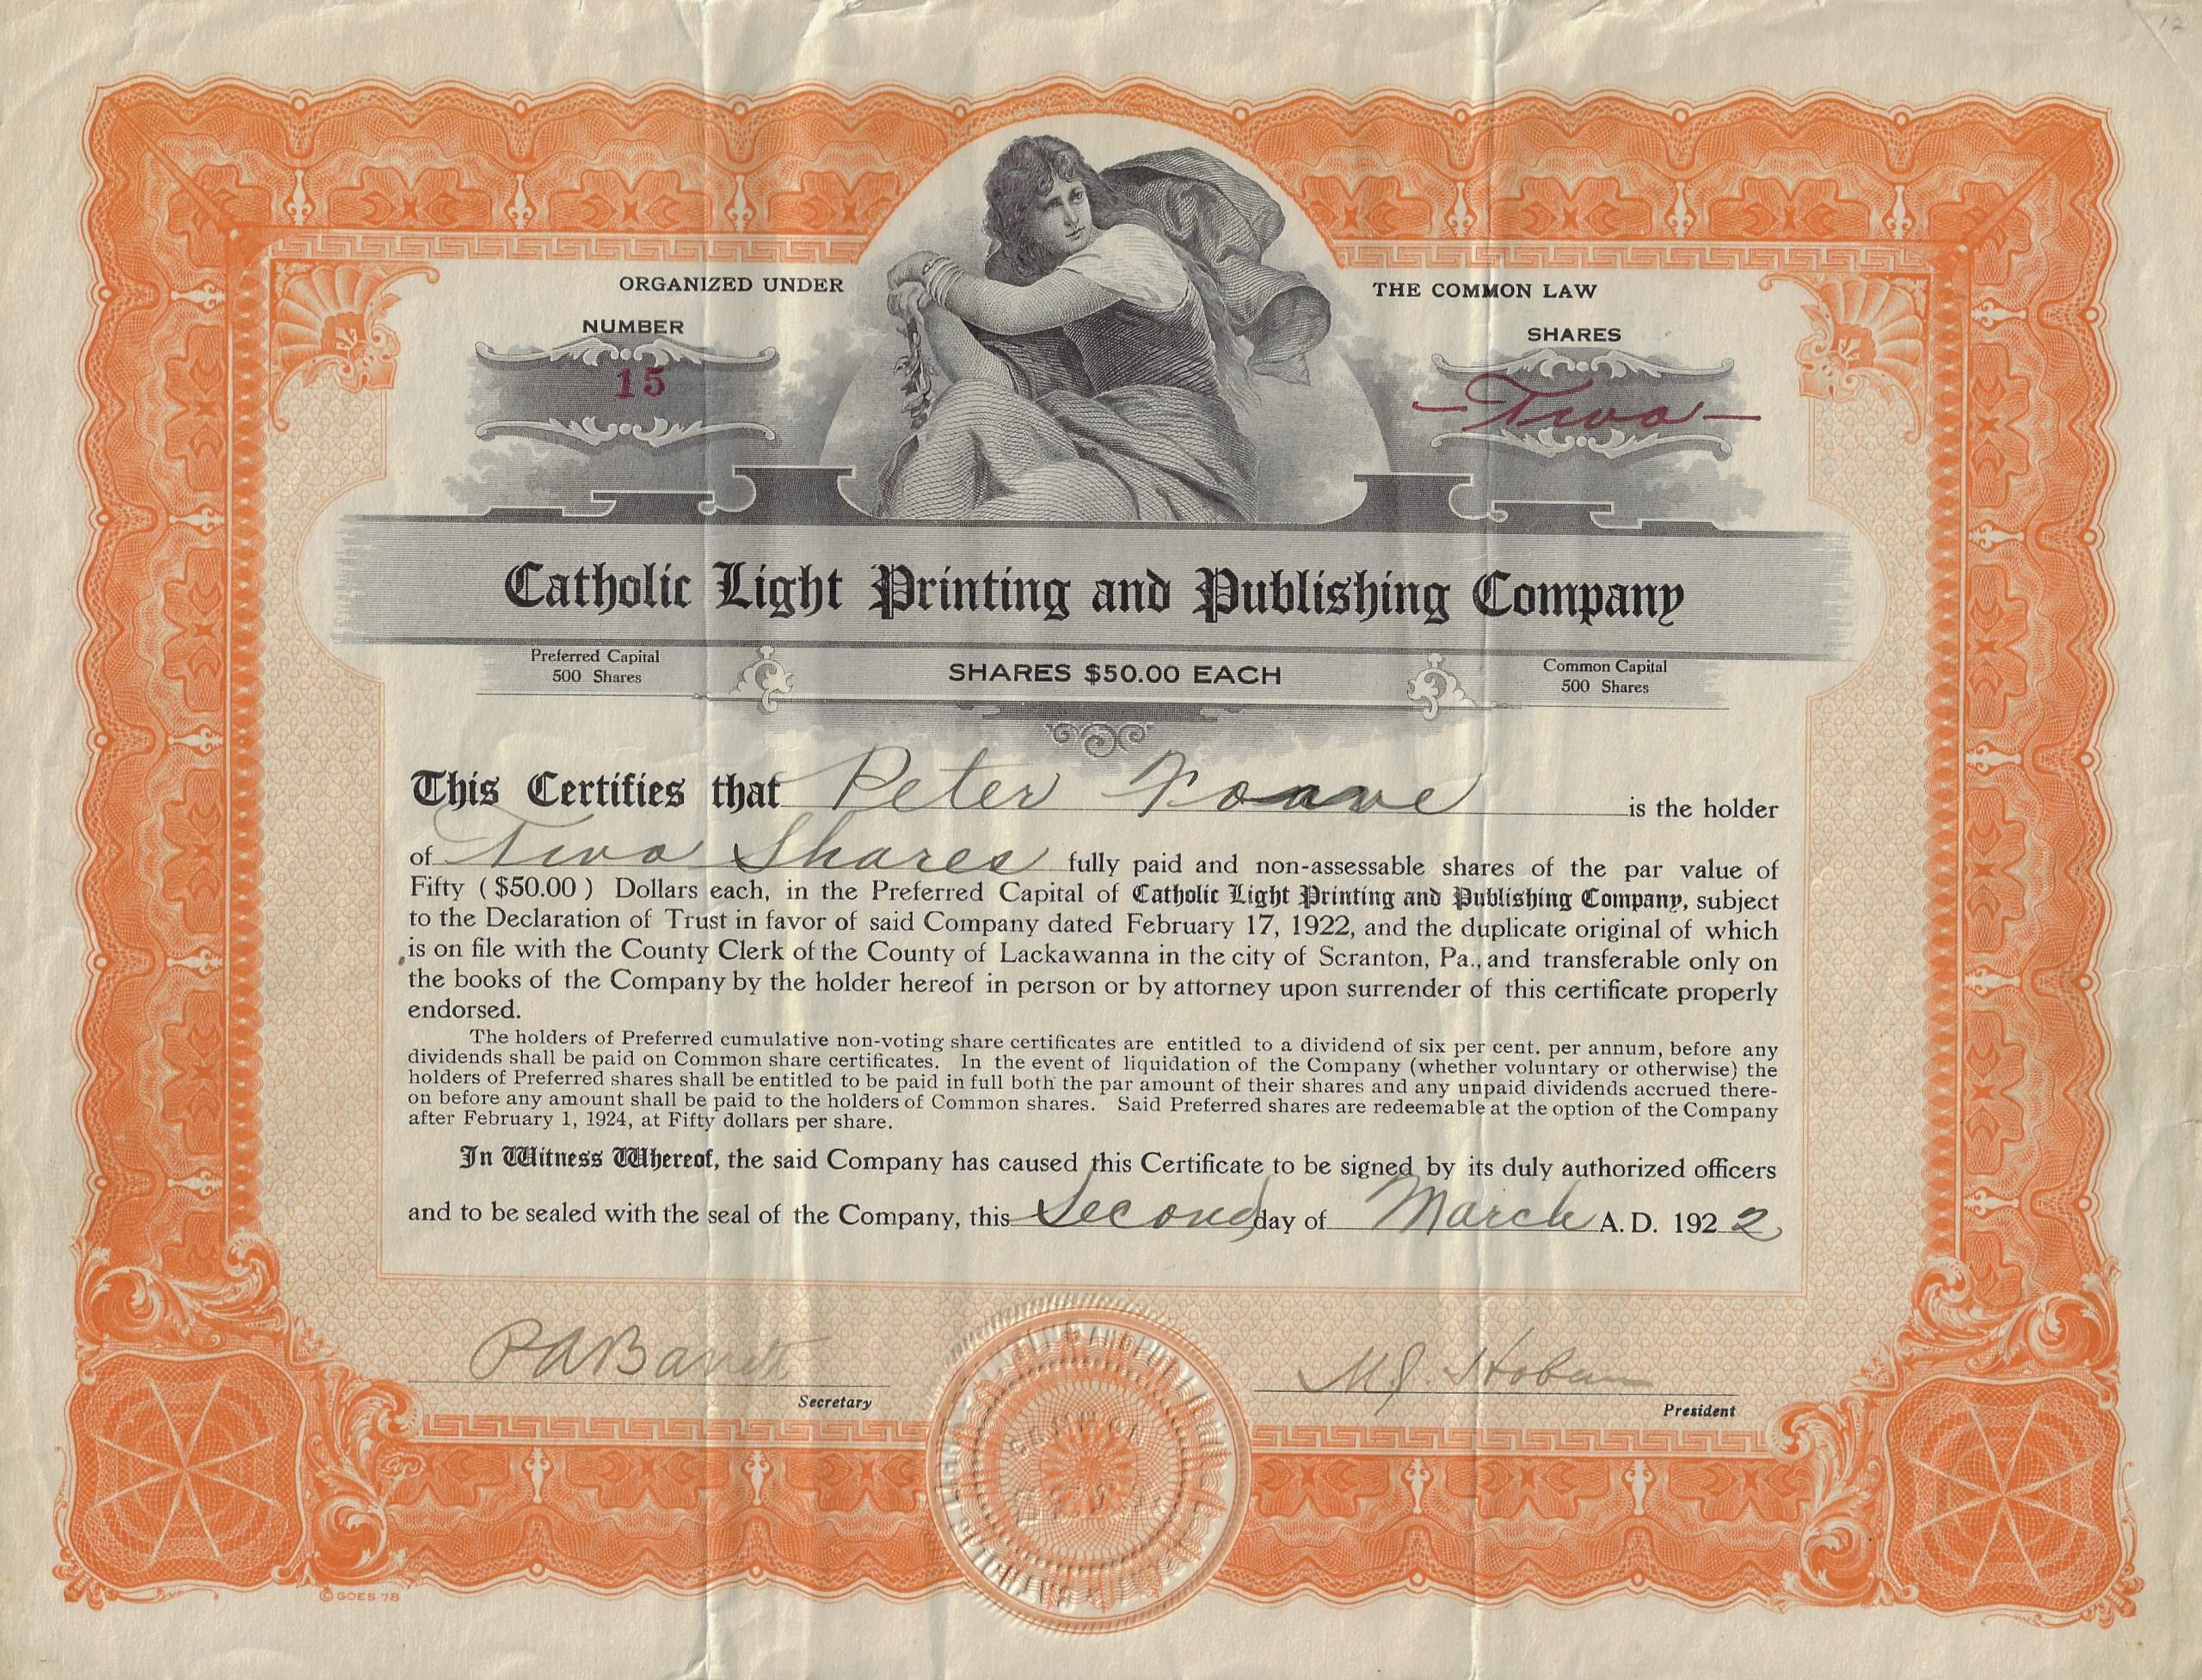 12
ORGANIZED UNDER THE COMMON LAW
NUMBER
15
SHARES
Two
Catholic Light Printing and Publishing Company
Preferred Capital
500 Shares
SHARES $50.00 EACH
Common Capital
500 Shares
This Certifies that Peter is the holder
of Two Shares fully paid and non-assessable shares of the par value of
Fifty ($50.00) Dollars each, in the Preferred Capital of Catholic Light Printing and Publishing Company, subject
to the Declaration of Trust in favor of said Company dated February 17, 1922, and the duplicate original of which
is on file with the County Clerk of the County of Lackawanna in the city of Scranton, Pa., and transferable only on
the books of the Company by the holder hereof in person or by attorney upon surrender of this certificate properly
endorsed.
The holders of Preferred cumulative non-voting share certificates are entitled to a dividend of six per cent. per annum, before any
dividends shall be paid on Common share certificates. In the event of liquidation of the Company (whether voluntary or otherwise) the
holders of Preferred shares shall be entitled to be paid in full both the par amount of their shares and any unpaid dividends accrued there-
on before any amount shall be paid to the holders of Common shares. Said Preferred shares are redeemable at the option of the Company
after February 1, 1924, at Fifty dollars per share.
In Witness Whereof, the said Company has caused this Certificate to be signed by its duly authorized officers
and to be sealed with the seal of the Company, this Second day of March A. D. 1922
P A Barrett
Secretary
M. J. Hoban
President
© GOES 78